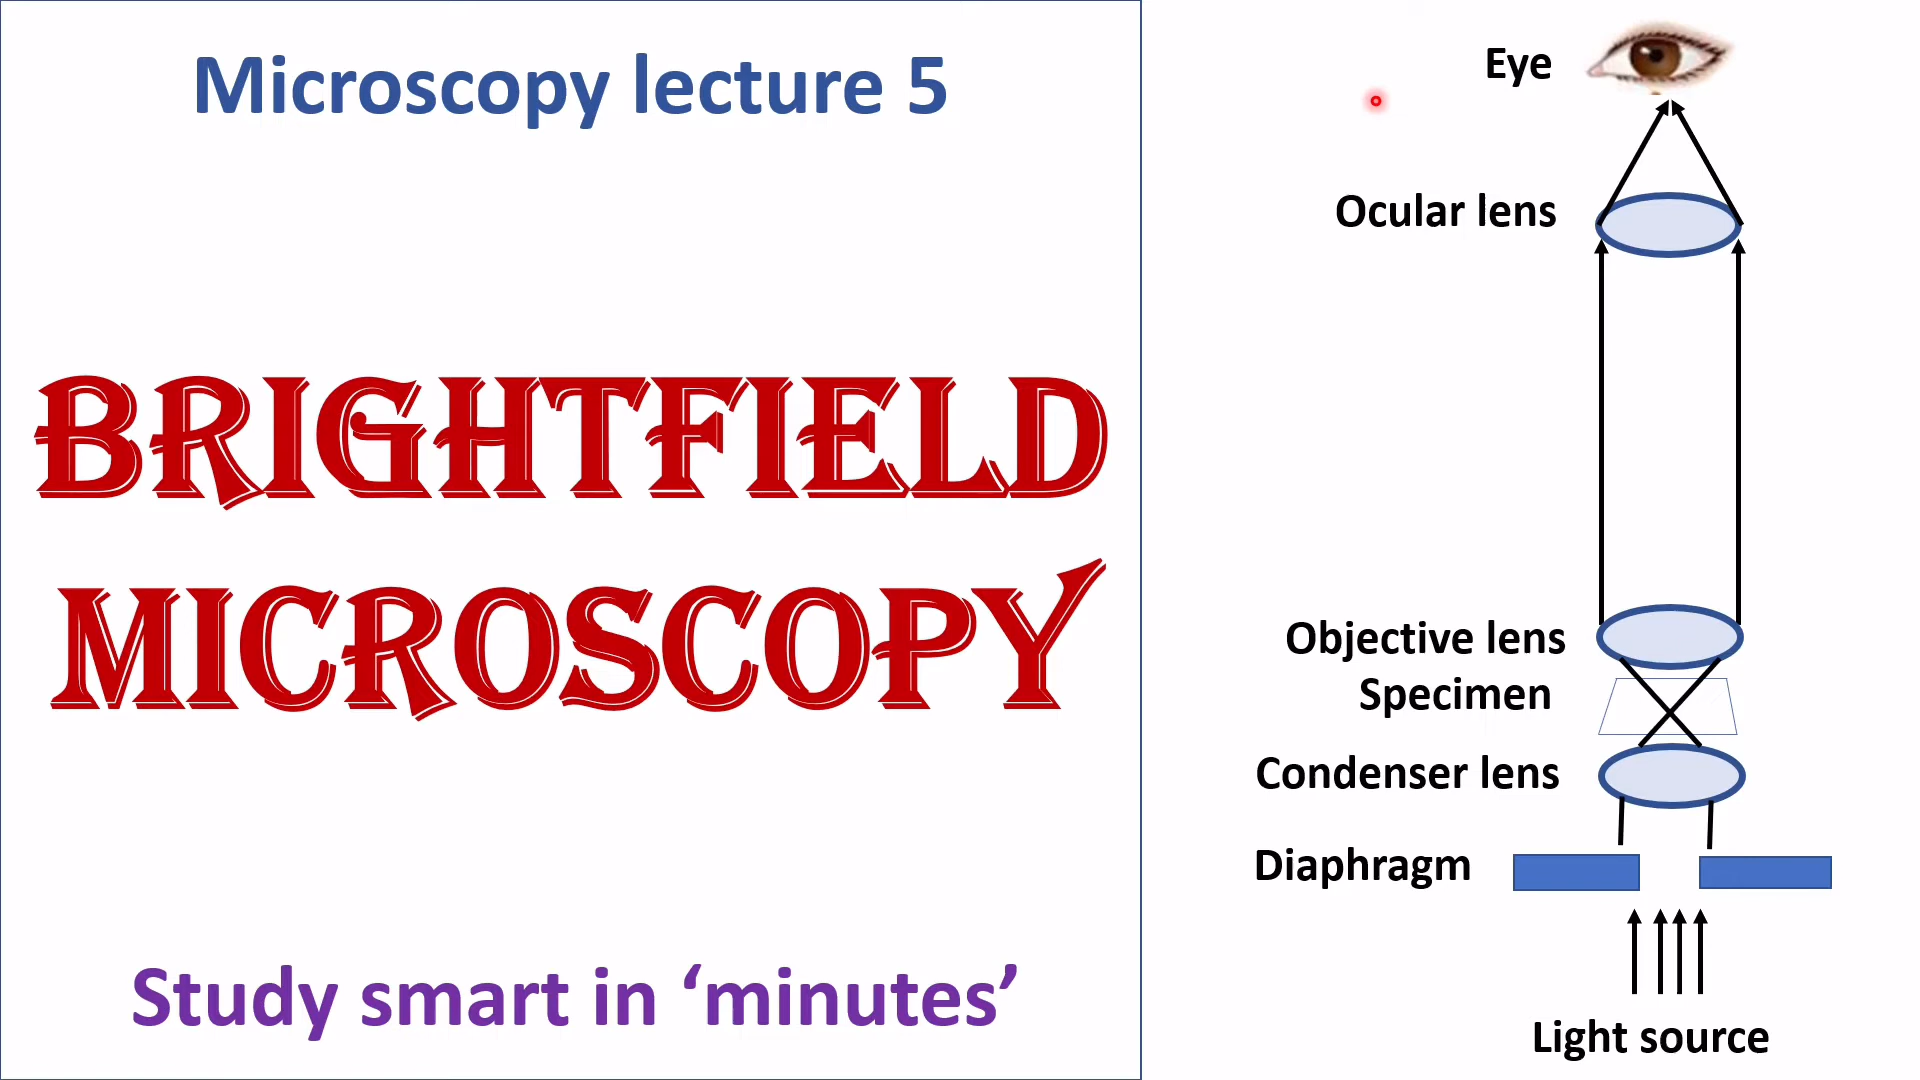 Microscopy lecture 5
BRIGHTFIELD
MICROSCOPY
Study smart in ‘minutes’
Eye
Ocular lens
Objective lens
Specimen
Condenser lens
Diaphragm
Light source